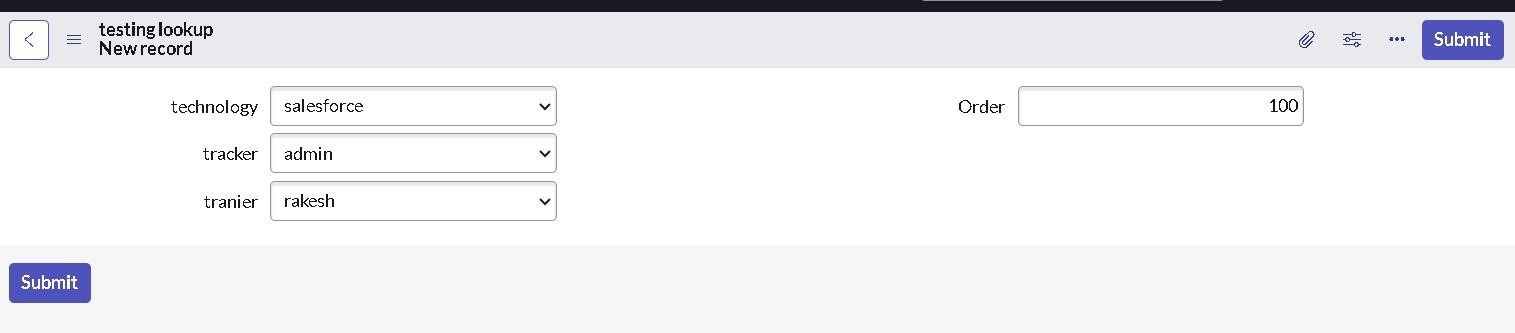 testing lookup
New record
Submit
technology salesforce
Order 100
tracker admin
tranier rakesh
Submit